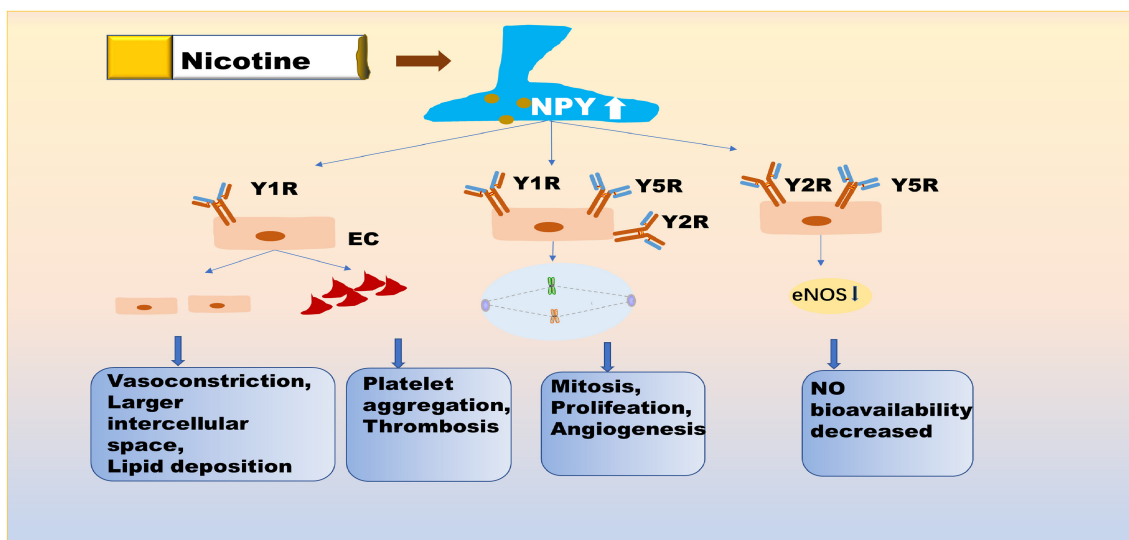 Nicotine
NPY
Y1R
EC
Y1R
Y5R
Y2R
Y2R
Y5R
eNOS
Vasoconstriction,
Larger
intercellular
space,
Lipid deposition
Platelet
aggregation,
Thrombosis
Mitosis,
Prolifeation,
Angiogenesis
NO
bioavailability
decreased